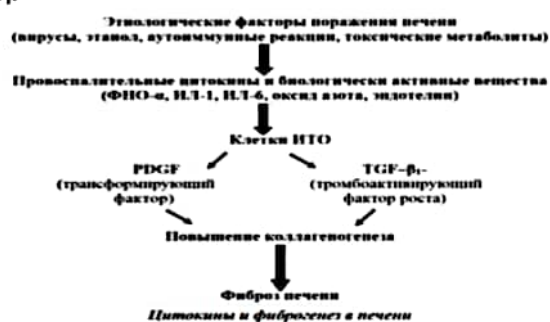 Этиологические факторы поражения печени
(вирусы, этанол, аутоиммунные реакции, токсические метаболиты)
Провоспалительные цитокины и биологически активные вещества
(ФНО-α, ИЛ-1, ИЛ-6, оксид азота, эндотелин)
Клетки ИТО
PDGF
(трансформирующий
фактор)
TGF-β₁-
(тромбоактивирующий
фактор роста)
Повышение коллагеногенеза
Фиброз печени
Цитокины и фиброгенез в печени